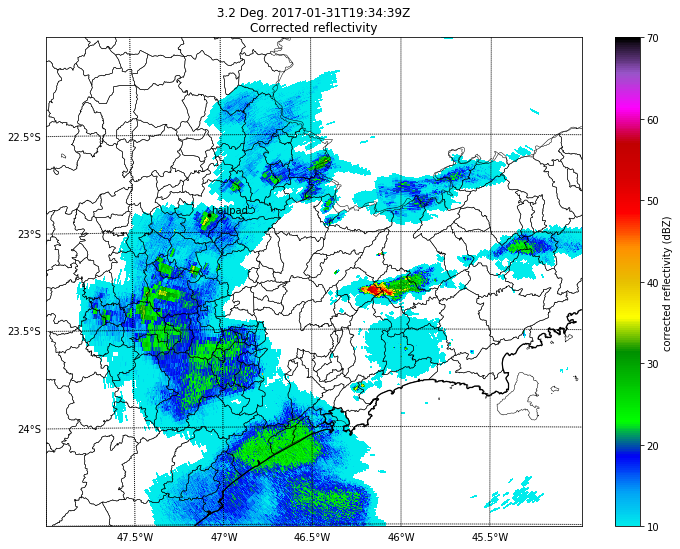 3.2 Deg. 2017-01-31T19:34:39Z
Corrected reflectivity
70
60
50
40
30
20
10
corrected reflectivity (dBZ)
22.5°S
23°S
23.5°S
24°S
hailpad
47.5°W
47°W
46.5°W
46°W
45.5°W